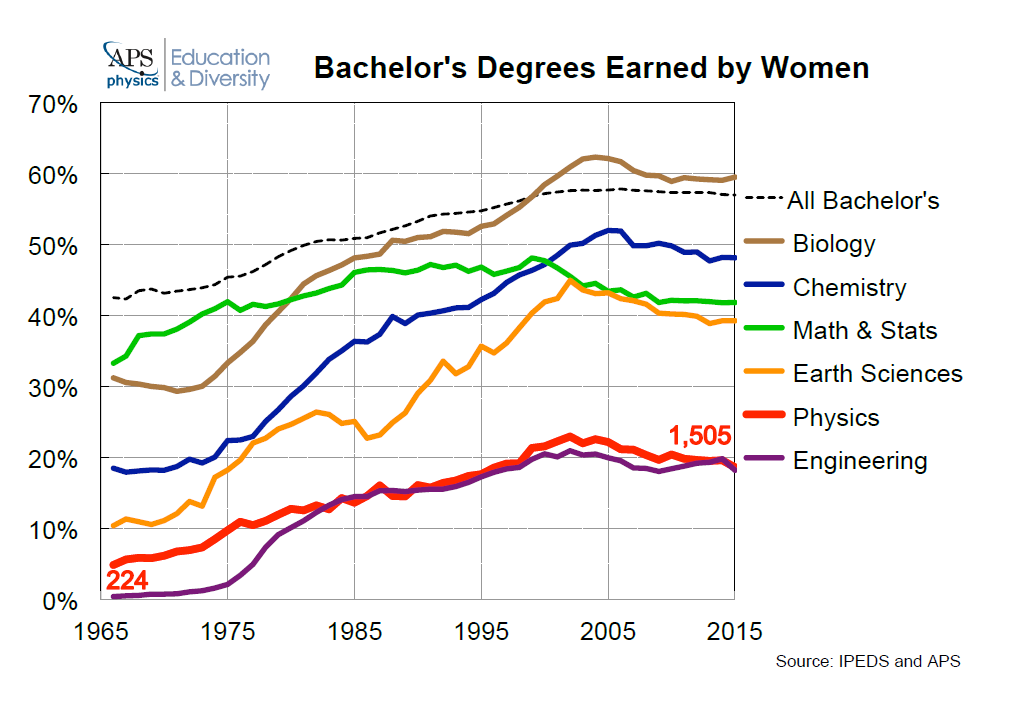 APS
physics
Education
& Diversity
Bachelor's Degrees Earned by Women
70%
60%
50%
40%
30%
20%
10%
0%
1965
1975
1985
1995
2005
2015
224
1,505
All Bachelor's
Biology
Chemistry
Math & Stats
Earth Sciences
Physics
Engineering
Source: IPEDS and APS